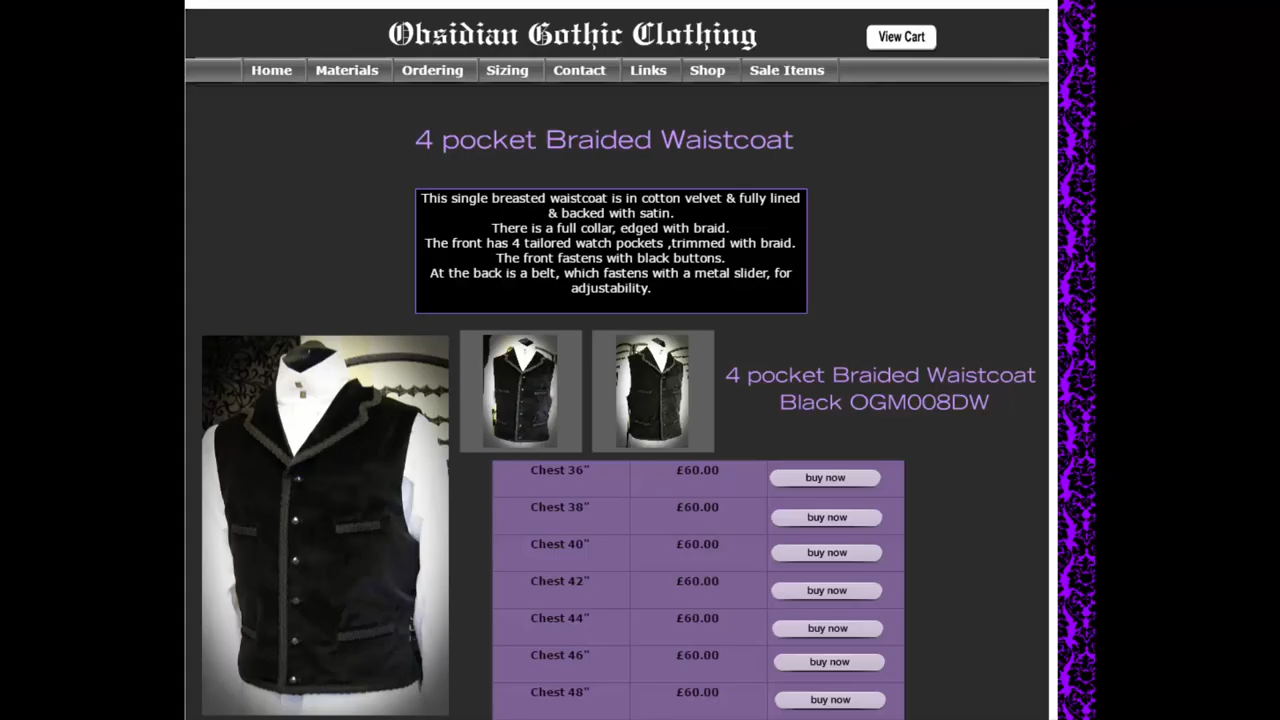 Obsidian Gothic Clothing
View Cart
Home Materials Ordering Sizing Contact Links Shop Sale Items
4 pocket Braided Waistcoat
This single breasted waistcoat is in cotton velvet & fully lined
& backed with satin.
There is a full collar, edged with braid.
The front has 4 tailored watch pockets ,trimmed with braid.
The front fastens with black buttons.
At the back is a belt, which fastens with a metal slider, for
adjustability.
4 pocket Braided Waistcoat
Black OGM008DW
Chest 36" £60.00 buy now
Chest 38" £60.00 buy now
Chest 40" £60.00 buy now
Chest 42" £60.00 buy now
Chest 44" £60.00 buy now
Chest 46" £60.00 buy now
Chest 48" £60.00 buy now